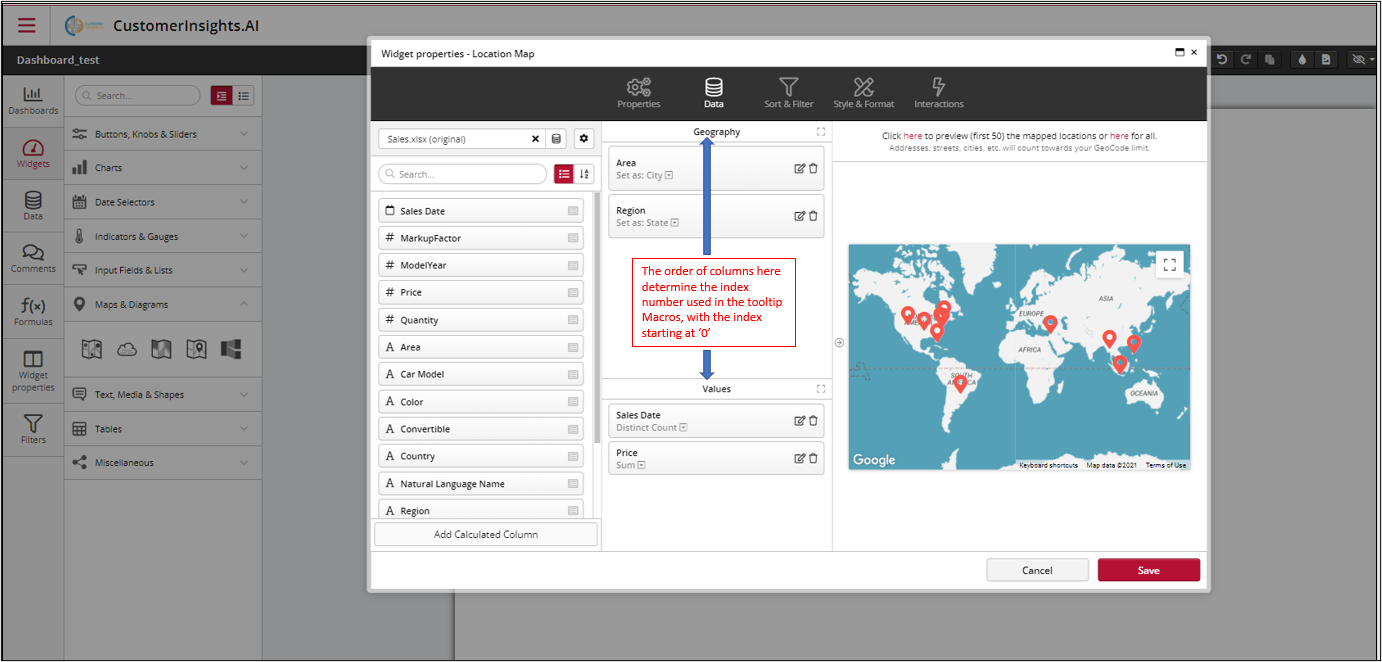 CustomerInsights.AI
Dashboard_test
Dashboards
Widgets
Data
Comments
f(x)
Formulas
Widget
properties
Filters
Search...
Buttons, Knobs & Sliders
Charts
Date Selectors
Indicators & Gauges
Input Fields & Lists
Maps & Diagrams
Text, Media & Shapes
Tables
Miscellaneous
Widget properties - Location Map
Properties
Data
Sort & Filter
Style & Format
Interactions
Sales.xlsx (original)
Search...
Sales Date
# MarkupFactor
# ModelYear
# Price
# Quantity
A Area
A Car Model
A Color
A Convertible
A Country
A Natural Language Name
A Region
Add Calculated Column
Geography
Area
Set as: City
Region
Set as: State
The order of columns here
determine the index
number used in the tooltip
Macros, with the index
starting at ‘0’
Values
Sales Date
Distinct Count
Price
Sum
Click here to preview (first 50) the mapped locations or here for all.
Addresses, streets, cities, etc. will count towards your GeoCode limit.
ASIA
EUROPE
AFRICA
SOUTH
OCEANIA
Google
Keyboard shortcuts Map data ©2021 Terms of Use
Cancel
Save